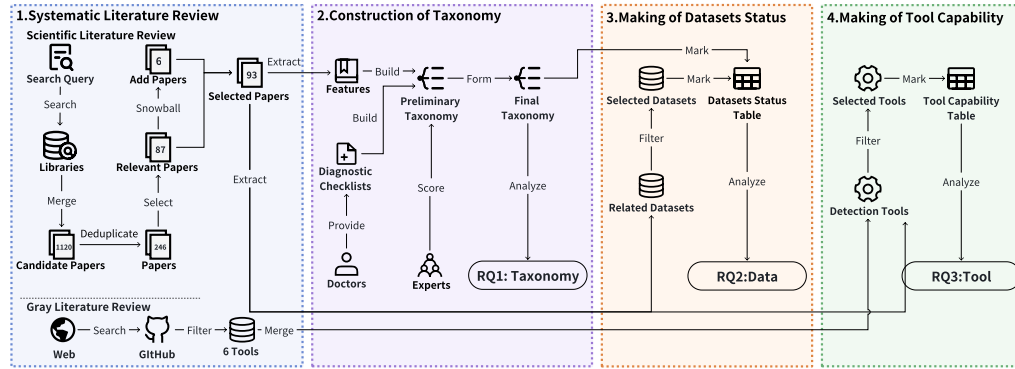 1.Systematic Literature Review
Scientific Literature Review
Search Query
Search
Libraries
Merge
1120
Candidate Papers
Deduplicate
246
Papers
Select
87
Relevant Papers
Snowball
6
Add Papers
93
Selected Papers
Extract
Extract
Gray Literature Review
Web
Search
GItHub
Filter
6 Tools
Merge
2.Construction of Taxonomy
Features
Build
Build
Diagnostic
Checklists
Provide
Doctors
Preliminary
Taxonomy
Score
Experts
Form
Final
Taxonomy
Analyze
RQ1: Taxonomy
3.Making of Datasets Status
Mark
Selected Datasets
Mark
Datasets Status
Table
Filter
Related Datasets
Analyze
RQ2:Data
4.Making of Tool Capability
Selected Tools
Mark
Tool Capability
Table
Filter
Detection Tools
Analyze
RQ3:Tool